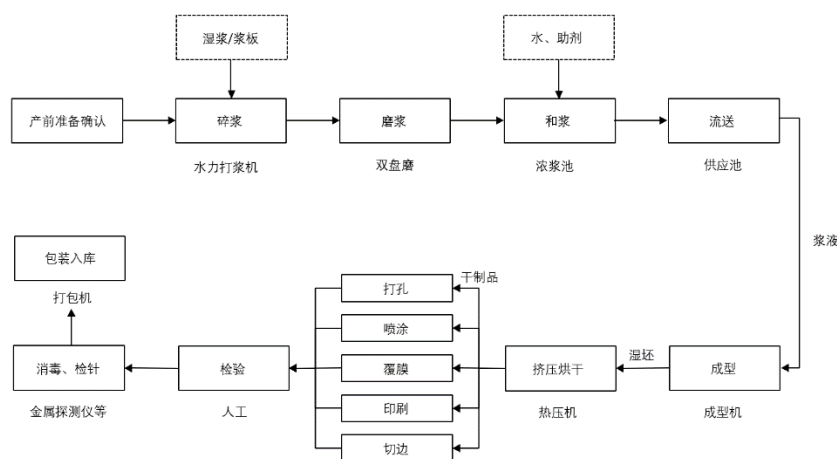 湿浆/浆板
水、助剂
产前准备确认
碎浆
磨浆
和浆
流送
水力打浆机
双盘磨
浓浆池
供应池
浆液
包装入库
打包机
干制品
打孔
喷涂
覆膜
印刷
切边
消毒、检针
检验
挤压烘干
湿坯
成型
金属探测仪等
人工
热压机
成型机